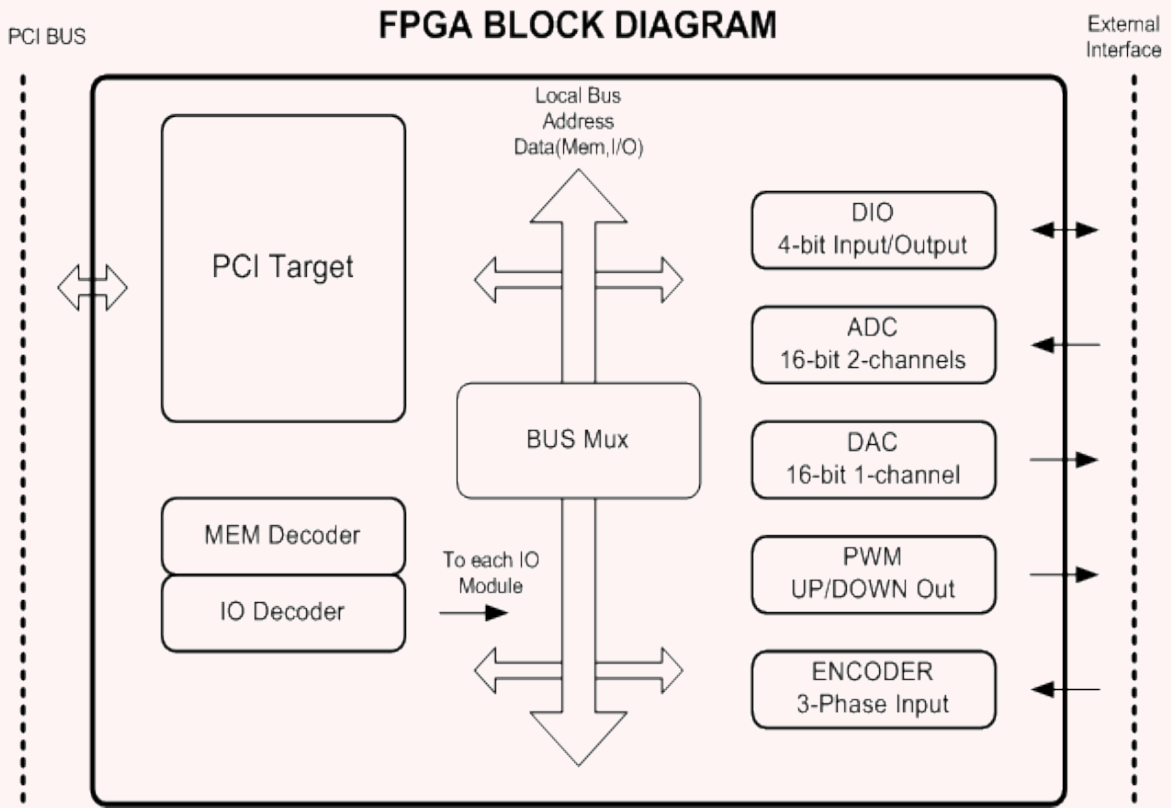 FPGA BLOCK DIAGRAM
PCI BUS
External
Interface
Local Bus
Address
Data(Mem,I/O)
PCI Target
DIO
4-bit Input/Output
ADC
16-bit 2-channels
BUS Mux
DAC
16-bit 1-channel
MEM Decoder
IO Decoder
To each IO
Module
PWM
UP/DOWN Out
ENCODER
3-Phase Input